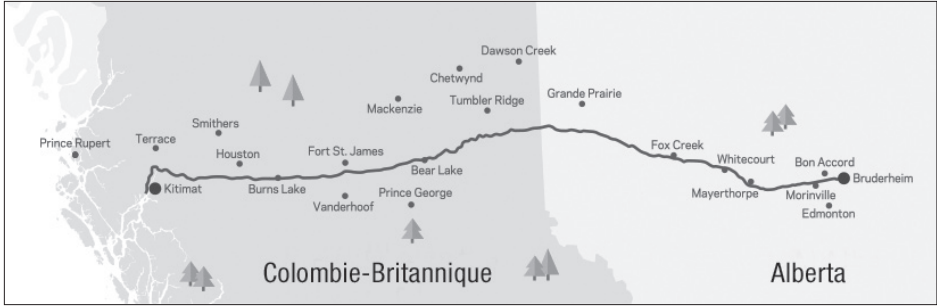 Dawson Creek
Chetwynd
Grande Prairie
Mackenzie
Tumbler Ridge
Smithers
Prince Rupert
Terrace
Fox Creek
Houston
Fort St. James
Whitecourt
Bon Accord
Bear Lake
Kitimat
Burns Lake
Prince George
Bruderheim
Mayerthorpe
Morinville
Vanderhoof
Edmonton
Colombie-Britannique
Alberta